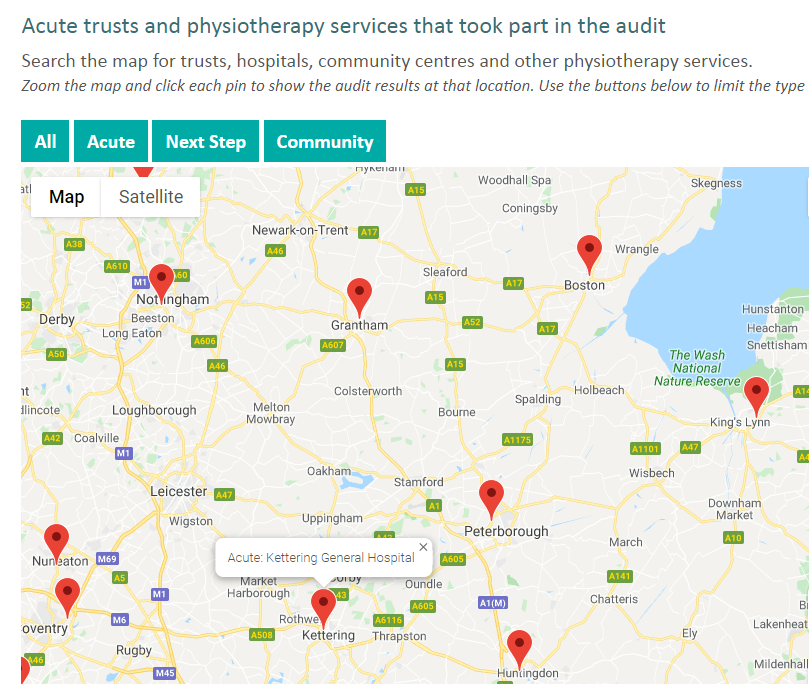 Acute trusts and physiotherapy services that took part in the audit
Search the map for trusts, hospitals, community centres and other physiotherapy services.
Zoom the map and click each pin to show the audit results at that location. Use the buttons below to limit the type
All Acute Next Step Community
Map Satellite
A15
Woodhall Spa
Skegness
Coningsby
Newark-on-Trent A17
A38
A46
Wrangle
A610
Sleaford
M1
Nottingham
A17
Boston
A15
Derby
Beeston
Grantham
A52
Hunstanton
Long Eaton
A17
Heacham
A606
A607
Snettisham
A50
The Wash
National
Nature Reserve
A46
A15
Colsterworth
Holbeach
Spalding
Loughborough
Melton
Mowbray
Bourne
King's Lynn
A42 Coalville
A1175
M1
A1101
A47
Oakham
Wisbech
Stamford
Leicester A47
A1
Downham
Market
Wigston
Uppingham
Peterborough
A10
March
Acute: Kettering General Hospital
Nuneaton M69
A605
A5
A141
Market
Harborough
Oundle
M1
A605
A1(M)
Chatteris
M6
A6116
A508
Kettering
Thrapston
Ely
Lakenheat
Rugby
A46
M45
Huntingdon
Mildenhall